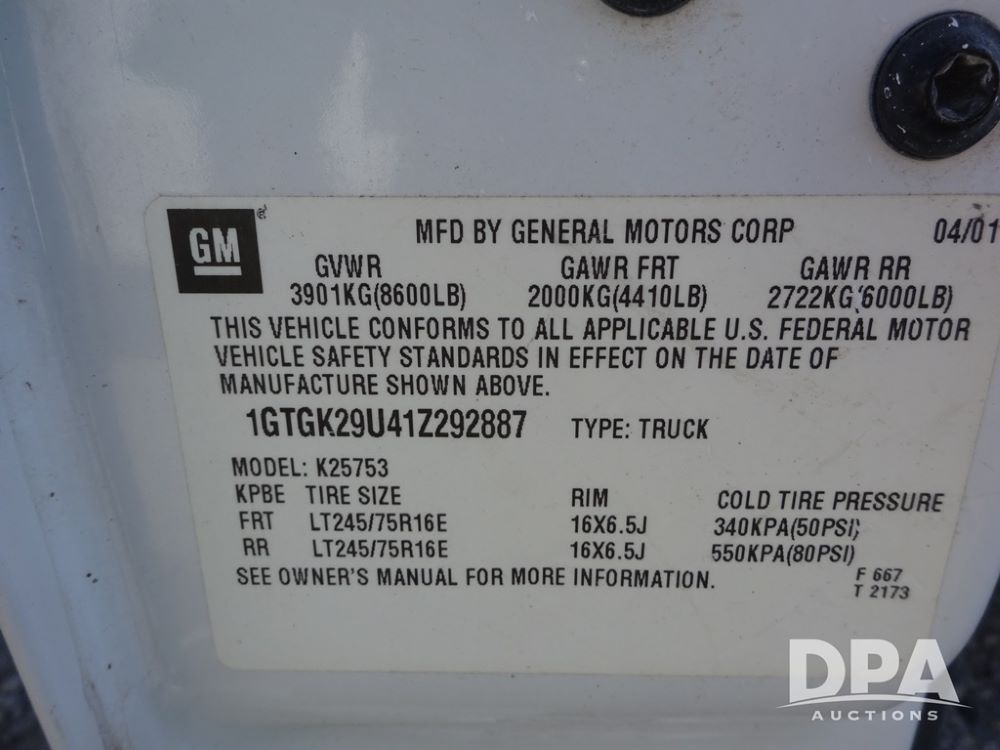 GM ®
MFD BY GENERAL MOTORS CORP 04/01
GVWR GAWR FRT GAWR RR
3901KG(8600LB) 2000KG(4410LB) 2722KG(6000LB)
THIS VEHICLE CONFORMS TO ALL APPLICABLE U.S. FEDERAL MOTOR
VEHICLE SAFETY STANDARDS IN EFFECT ON THE DATE OF
MANUFACTURE SHOWN ABOVE.
1GTGK29U41Z292887 TYPE: TRUCK
MODEL: K25753
KPBE TIRE SIZE RIM COLD TIRE PRESSURE
FRT LT245/75R16E 16X6.5J 340KPA(50PSI)
RR LT245/75R16E 16X6.5J 550KPA(80PSI)
SEE OWNER'S MANUAL FOR MORE INFORMATION.
F 667
T 2173
DPA
AUCTIONS